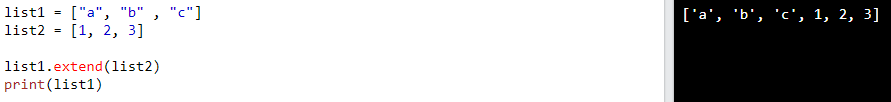 list1 = ["a", "b" , "c"]
list2 = [1, 2, 3]
list1.extend(list2)
print(list1)
['a', 'b', 'c', 1, 2, 3]